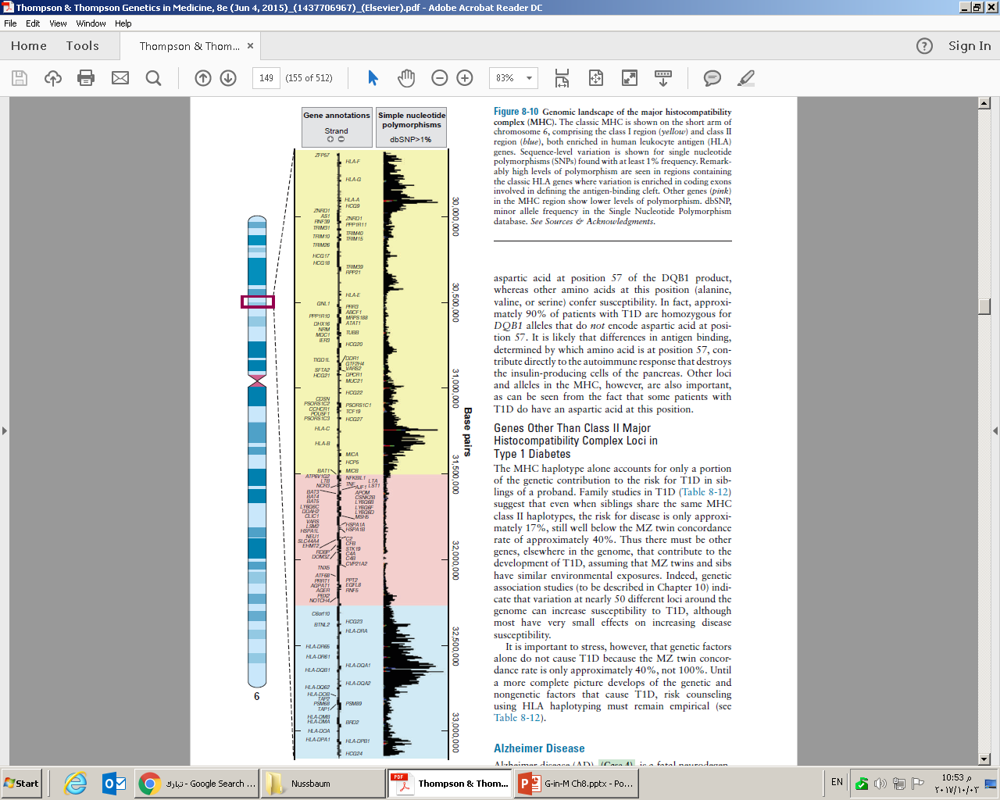 Thompson & Thompson Genetics in Medicine, 8e (Jun 4, 2015)_(1437706967)_(Elsevier).pdf - Adobe Acrobat Reader DC
File Edit View Window Help
Home Tools Thompson & Thom... × ? Sign In
149 (155 of 512) 83%
Gene annotations
Strand
Simple nucleotide
polymorphisms
dbSNP>1%
ZFP57
HLA-F
HLA-G
HLA-A
HCG9
ZNRD1
AS1
RNF39
TRIM31
ZNRD1
PPP1R11
TRIM10
TRIM40
TRIM15
TRIM26
HCG17
HCG18
TRIM39
RPP21
HLA-E
GNL1
PRR3
ABCF1
PPP1R10
MRPS18B
DHX16
ATAT1
NRM
MDC1
TUBB
IER3
HCG20
DDR1
GTF2H4
SFTA2
VARS2
HCG21
DPCR1
MUC21
HCG22
CDSN
PSORS1C2
PSORS1C1
CCHCR1
TCF19
POU5F1
PSORS1C3
HCG27
HLA-C
HLA-B
MICA
HCP5
BAT1
MICB
ATP6V1G2
NFKBIL1
LTB
LTA
NCR3
TNF
AJF1
LST1
BAT3
APOM
BAT4
CSNK2B
BAT5
LY6G6B
LY6G6C
LY6G6F
DDAH2
LY6G6D
CLIC1
MSH5
VARS
LSM2
HSPA1A
HSPA1L
HSPA1B
NEU1
SLC44A4
C2
EHMT2
CFB
RDBP
STK19
DOM3Z
C4A
C4B
CYP21A2
TNX5
ATF6B
PRRT1
PPT2
AGPAT1
EGFL8
AGER
RNF5
PBX2
NOTCH4
C6orf10
HCG23
BTNL2
HLA-DRA
HLA-DQA1
HLA-DQB1
HLA-DQA2
HLA-DOB
TAP2
TAP1
BRD2
HLA-DMB
HLA-DMA
HLA-DOA
HLA-DPA1
HLA-DPB1
HCG24
30,000,000
30,500,000
31,000,000
31,500,000
32,000,000
32,500,000
33,000,000
Base pairs
6
Figure 8-10 Genomic landscape of the major histocompatibility
complex (MHC). The classic MHC is shown on the short arm of
chromosome 6, comprising the class I region (yellow) and class II
region (blue), both enriched in human leukocyte antigen (HLA)
genes. Sequence-level variation is shown for single nucleotide
polymorphisms (SNPs) found with at least 1% frequency. Remark-
ably high levels of polymorphism are seen in regions containing
the classic HLA genes where variation is enriched in coding exons
involved in defining the antigen-binding cleft. Other genes (pink)
in the MHC region show lower levels of polymorphism. dbSNP,
minor allele frequency in the Single Nucleotide Polymorphism
database. See Sources & Acknowledgments.
aspartic acid at position 57 of the DQB1 product,
whereas other amino acids at this position (alanine,
valine, or serine) confer susceptibility. In fact, approxi-
mately 90% of patients with T1D are homozygous for
DQB1 alleles that do not encode aspartic acid at posi-
tion 57. It is likely that differences in antigen binding,
determined by which amino acid is at position 57, con-
tribute directly to the autoimmune response that destroys
the insulin-producing cells of the pancreas. Other loci
and alleles in the MHC, however, are also important,
as can be seen from the fact that some patients with
T1D do have an aspartic acid at this position.
Genes Other Than Class II Major
Histocompatibility Complex Loci in
Type 1 Diabetes
The MHC haplotype alone accounts for only a portion
of the genetic contribution to the risk for T1D in sib-
lings of a proband. Family studies in T1D (Table 8-12)
suggest that even when siblings share the same MHC
class II haplotypes, the risk for disease is only approxi-
mately 17%, still well below the MZ twin concordance
rate of approximately 40%. Thus there must be other
genes, elsewhere in the genome, that contribute to the
development of T1D, assuming that MZ twins and sibs
have similar environmental exposures. Indeed, genetic
association studies (to be described in Chapter 10) indi-
cate that variation at nearly 50 different loci around the
genome can increase susceptibility to T1D, although
most have very small effects on increasing disease
susceptibility.
It is important to stress, however, that genetic factors
alone do not cause T1D because the MZ twin concor-
dance rate is only approximately 40%, not 100%. Until
a more complete picture develops of the genetic and
nongenetic factors that cause T1D, risk counseling
using HLA haplotyping must remain empirical (see
Table 8-12).
Alzheimer Disease
Alzheimer disease (AD) (Case 4) is a fatal neurodegen-
Start تبارك - Google Search ... Nussbaum Thompson & Thom... G-in-M Ch8.pptx - Po... EN 10:53 م
٢٠١٧/١٠/٠٣